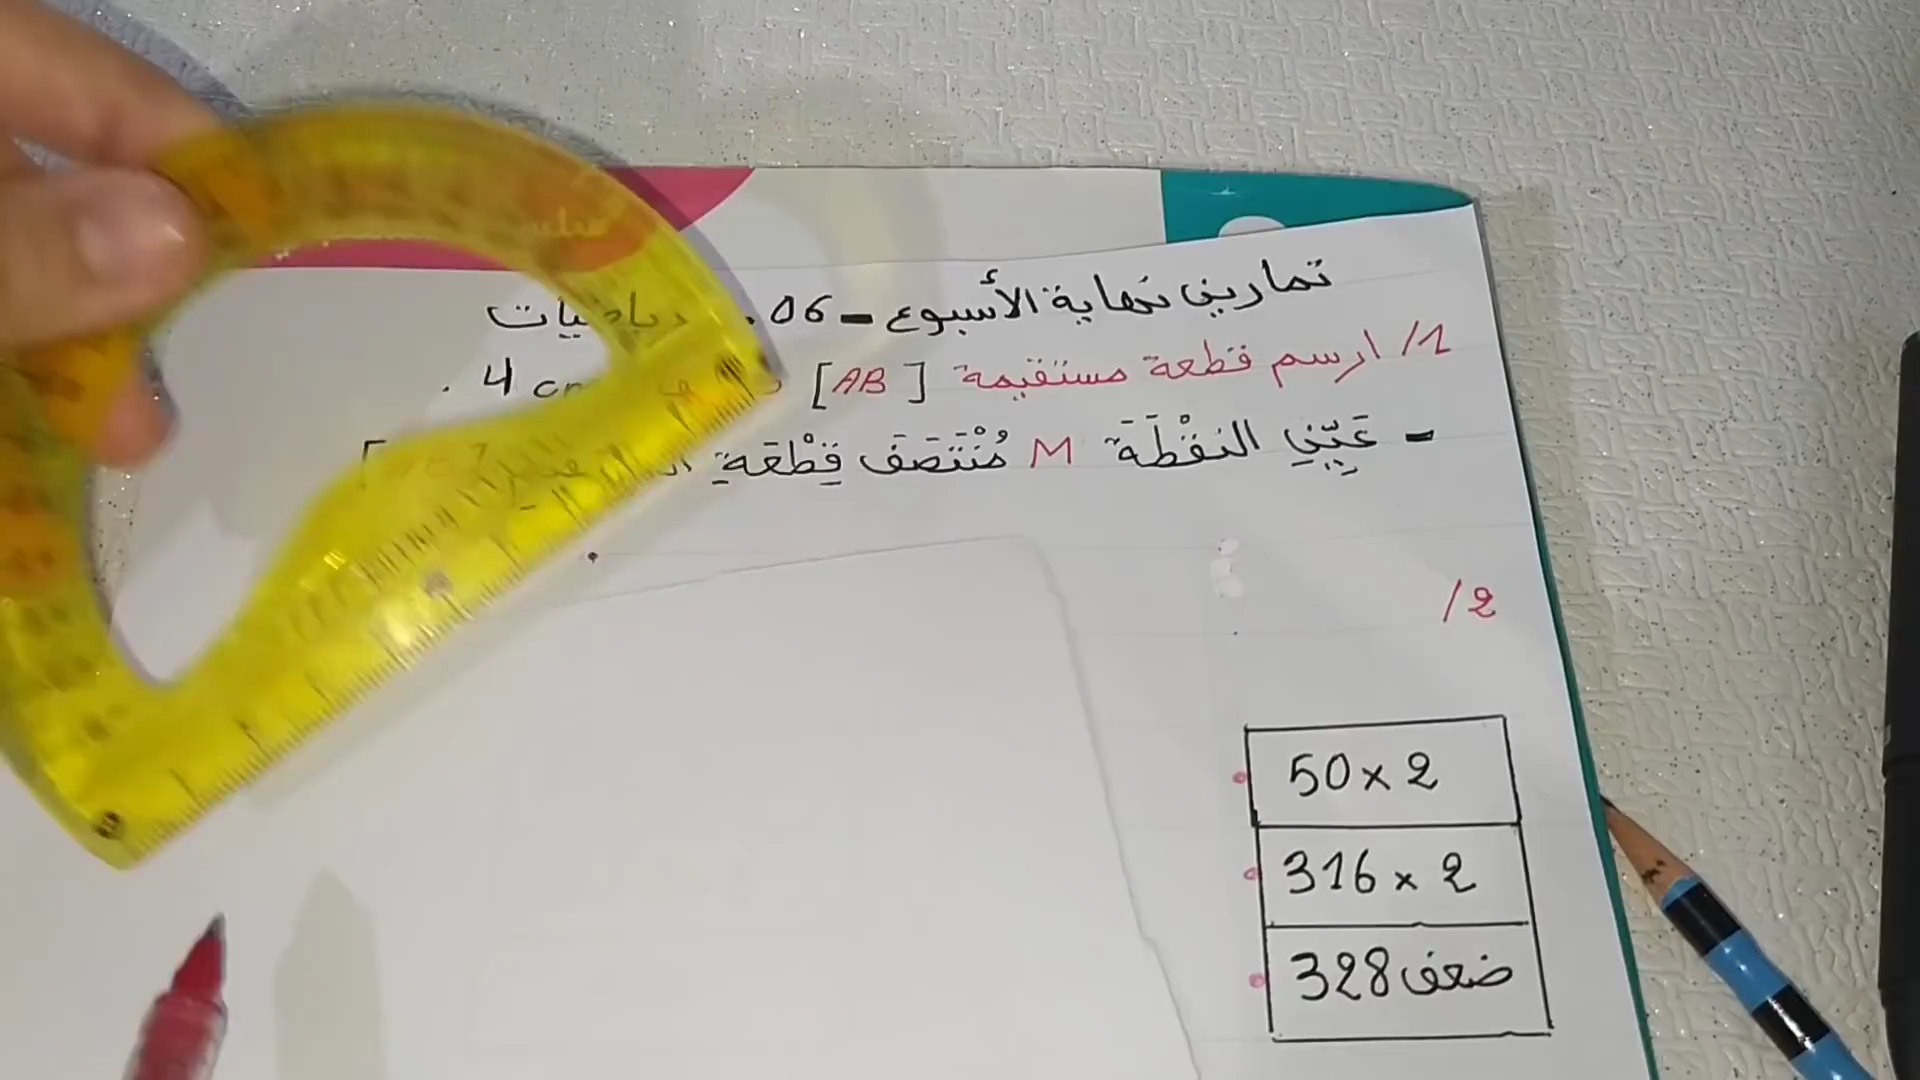 تمارين نهاية الأسبوع - 06. رياضيات
1/ ارسم قطعة مستقيمة [AB] 4 cm .
- عَيِّنِي النقْطَةَ M مُنْتَصَفَ قِطْعَةِ
2/
50 x 2
316 x 2
ضعف 328